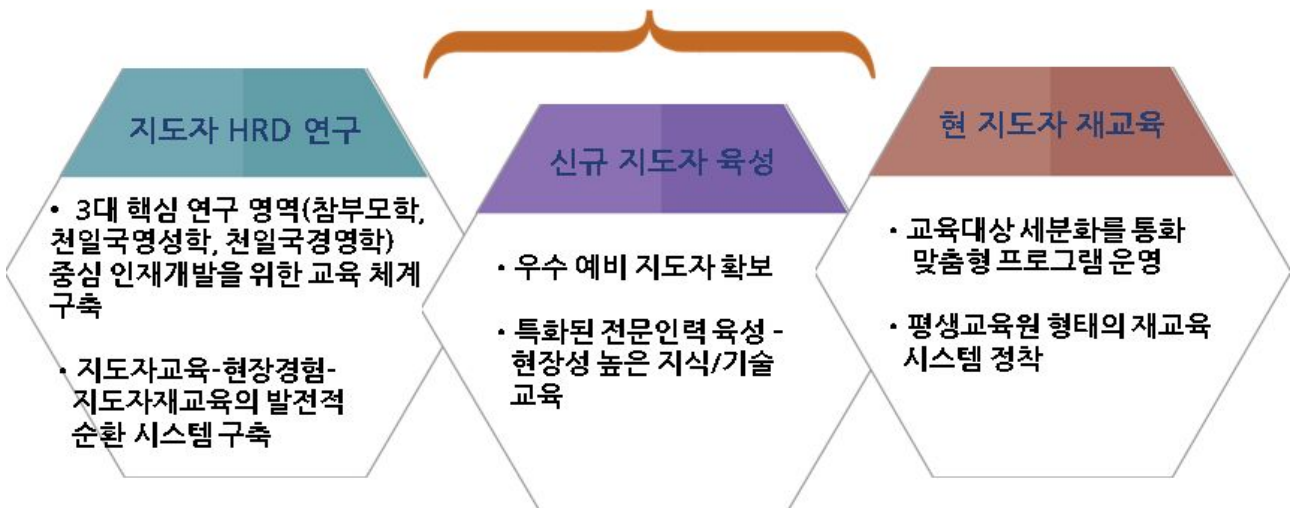 지도자 HRD 연구
• 3대 핵심 연구 영역(참부모학,
천일국영성학, 천일국경영학)
중심 인재개발을 위한 교육 체계
구축
• 지도자교육-현장경험-
지도자재교육의 발전적
순환 시스템 구축
신규 지도자 육성
• 우수 예비 지도자 확보
• 특화된 전문인력 육성 -
현장성 높은 지식/기술
교육
현 지도자 재교육
• 교육대상 세분화를 통화
맞춤형 프로그램 운영
• 평생교육원 형태의 재교육
시스템 정착